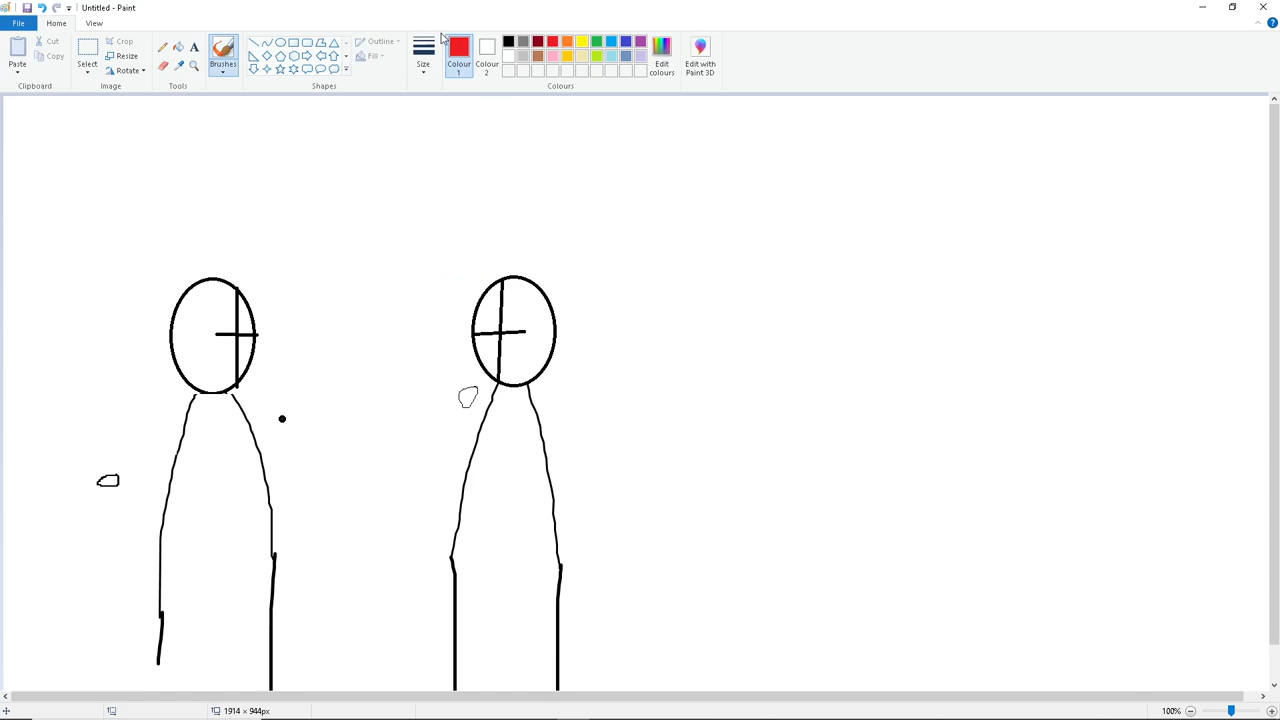 Untitled - Paint
File Home View
Paste
Cut
Copy
Clipboard
Select
Crop
Resize
Rotate
Image
A
Tools
Brushes
Shapes
Outline
Fill
Size
Colour 1
Colour 2
Colours
Edit colours
Edit with Paint 3D
1914 × 944px
100%